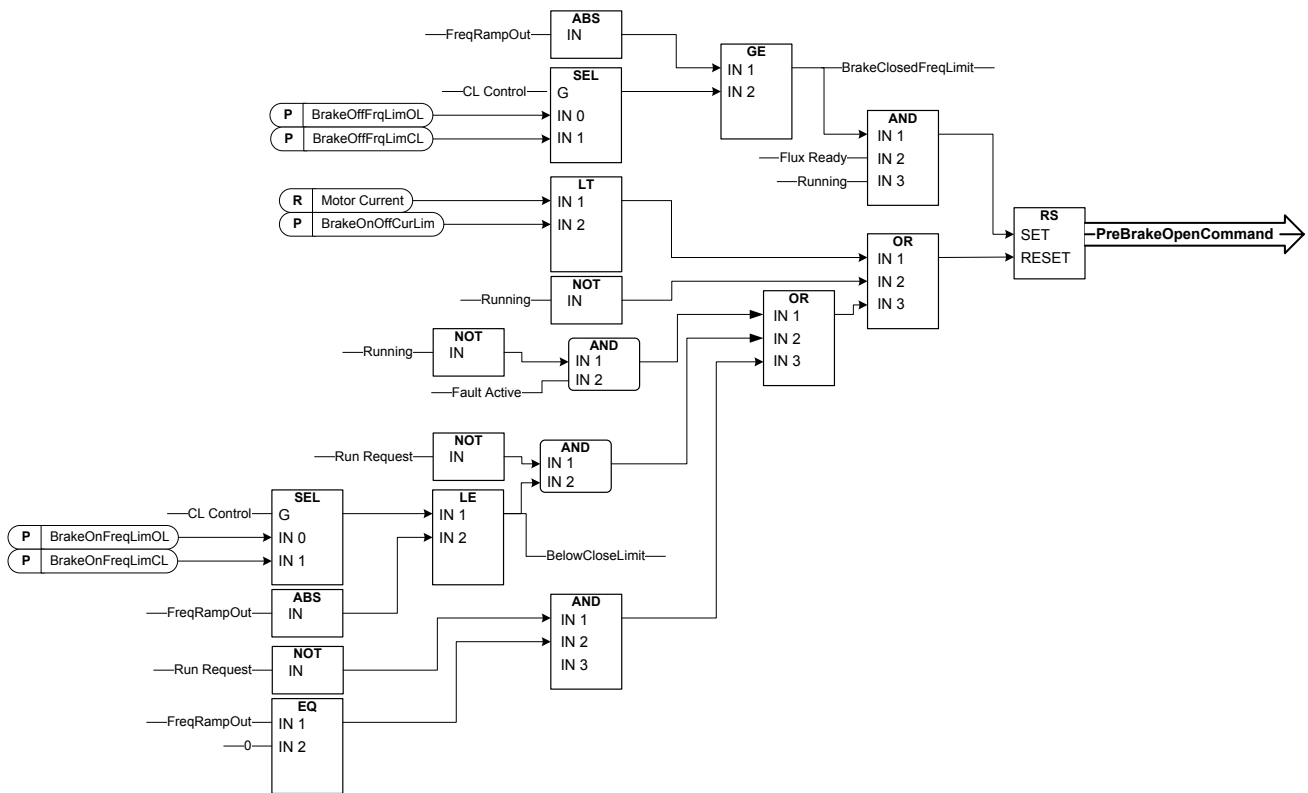 ABS
FreqRampOut
IN
GE
IN 1
IN 2
BrakeClosedFreqLimit
SEL
CL Control
G
P BrakeOffFrqLimOL
IN 0
P BrakeOffFrqLimCL
IN 1
AND
IN 1
Flux Ready
IN 2
Running
IN 3
LT
R Motor Current
IN 1
P BrakeOnOffCurLim
IN 2
RS
SET
RESET
PreBrakeOpenCommand
OR
IN 1
IN 2
IN 3
NOT
Running
IN
OR
IN 1
IN 2
IN 3
NOT
Running
IN
AND
IN 1
IN 2
Fault Active
NOT
Run Request
IN
AND
IN 1
IN 2
SEL
CL Control
G
P BrakeOnFreqLimOL
IN 0
P BrakeOnFreqLimCL
IN 1
LE
IN 1
IN 2
BelowCloseLimit
ABS
FreqRampOut
IN
AND
IN 1
IN 2
IN 3
NOT
Run Request
IN
EQ
FreqRampOut
IN 1
0
IN 2